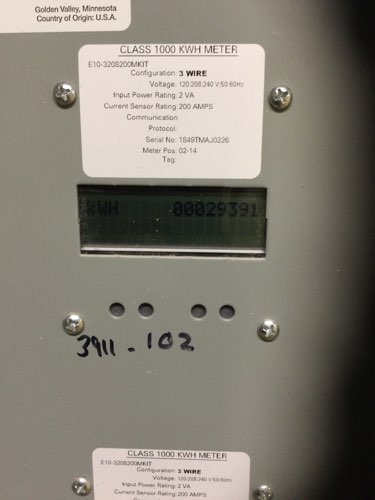 Golden Valley, Minnesota
Country of Origin: U.S.A.
CLASS 1000 KWH METER
E10-3208200MKIT
Configuration: 3 WIRE
Voltage: 120:208:240 V:50-60Hz
Input Power Rating: 2 VA
Current Sensor Rating: 200 AMPS
Communication
Protocol:
Serial No: 1849TMAJ0226
Meter Pos: 02-14
Tag:
kWH 00029391
3911 - 102
CLASS 1000 KWH METER
E10-3208200MKIT
Configuration: 3 WIRE
Voltage: 120:208:240 V:50-60Hz
Input Power Rating: 2 VA
Current Sensor Rating: 200 AMPS